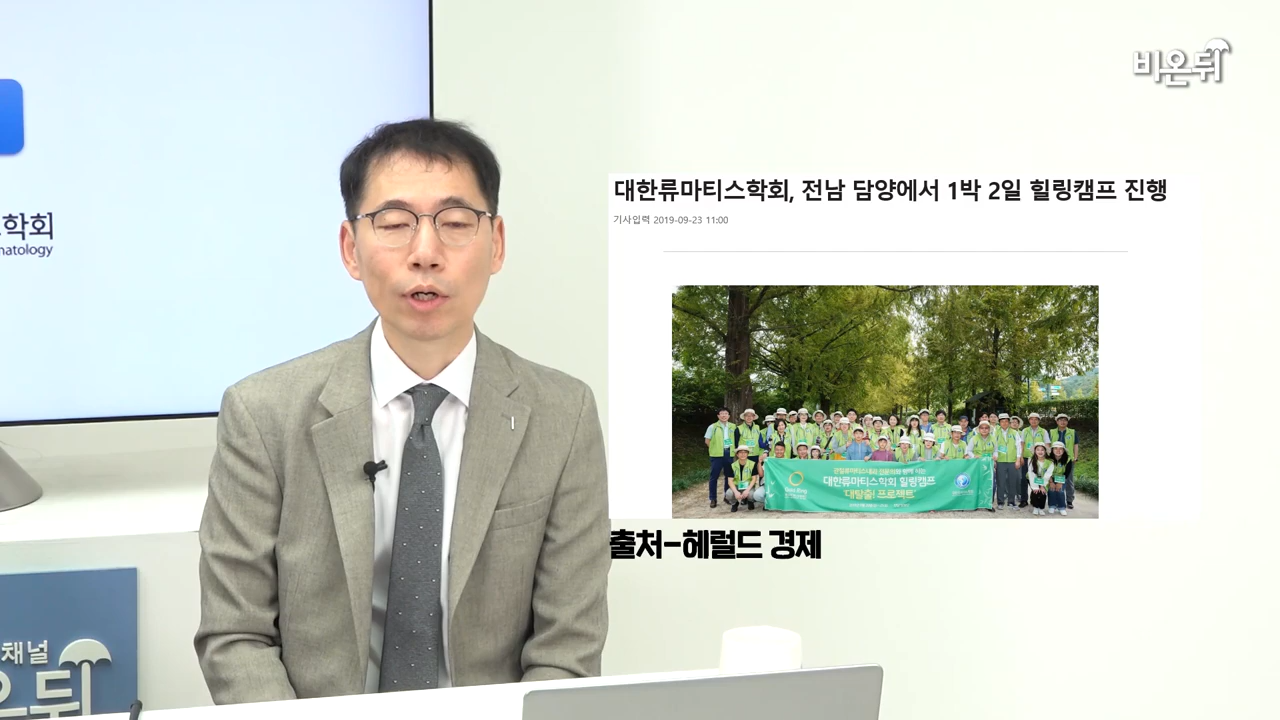 비온뒤
대한류마티스학회, 전남 담양에서 1박 2일 힐링캠프 진행
기사입력 2019-09-23 11:00
학회
matology
대한류마티스학회 힐링캠프
'대탈출! 프로젝트'
출처-헤럴드 경제
채널
온뒤